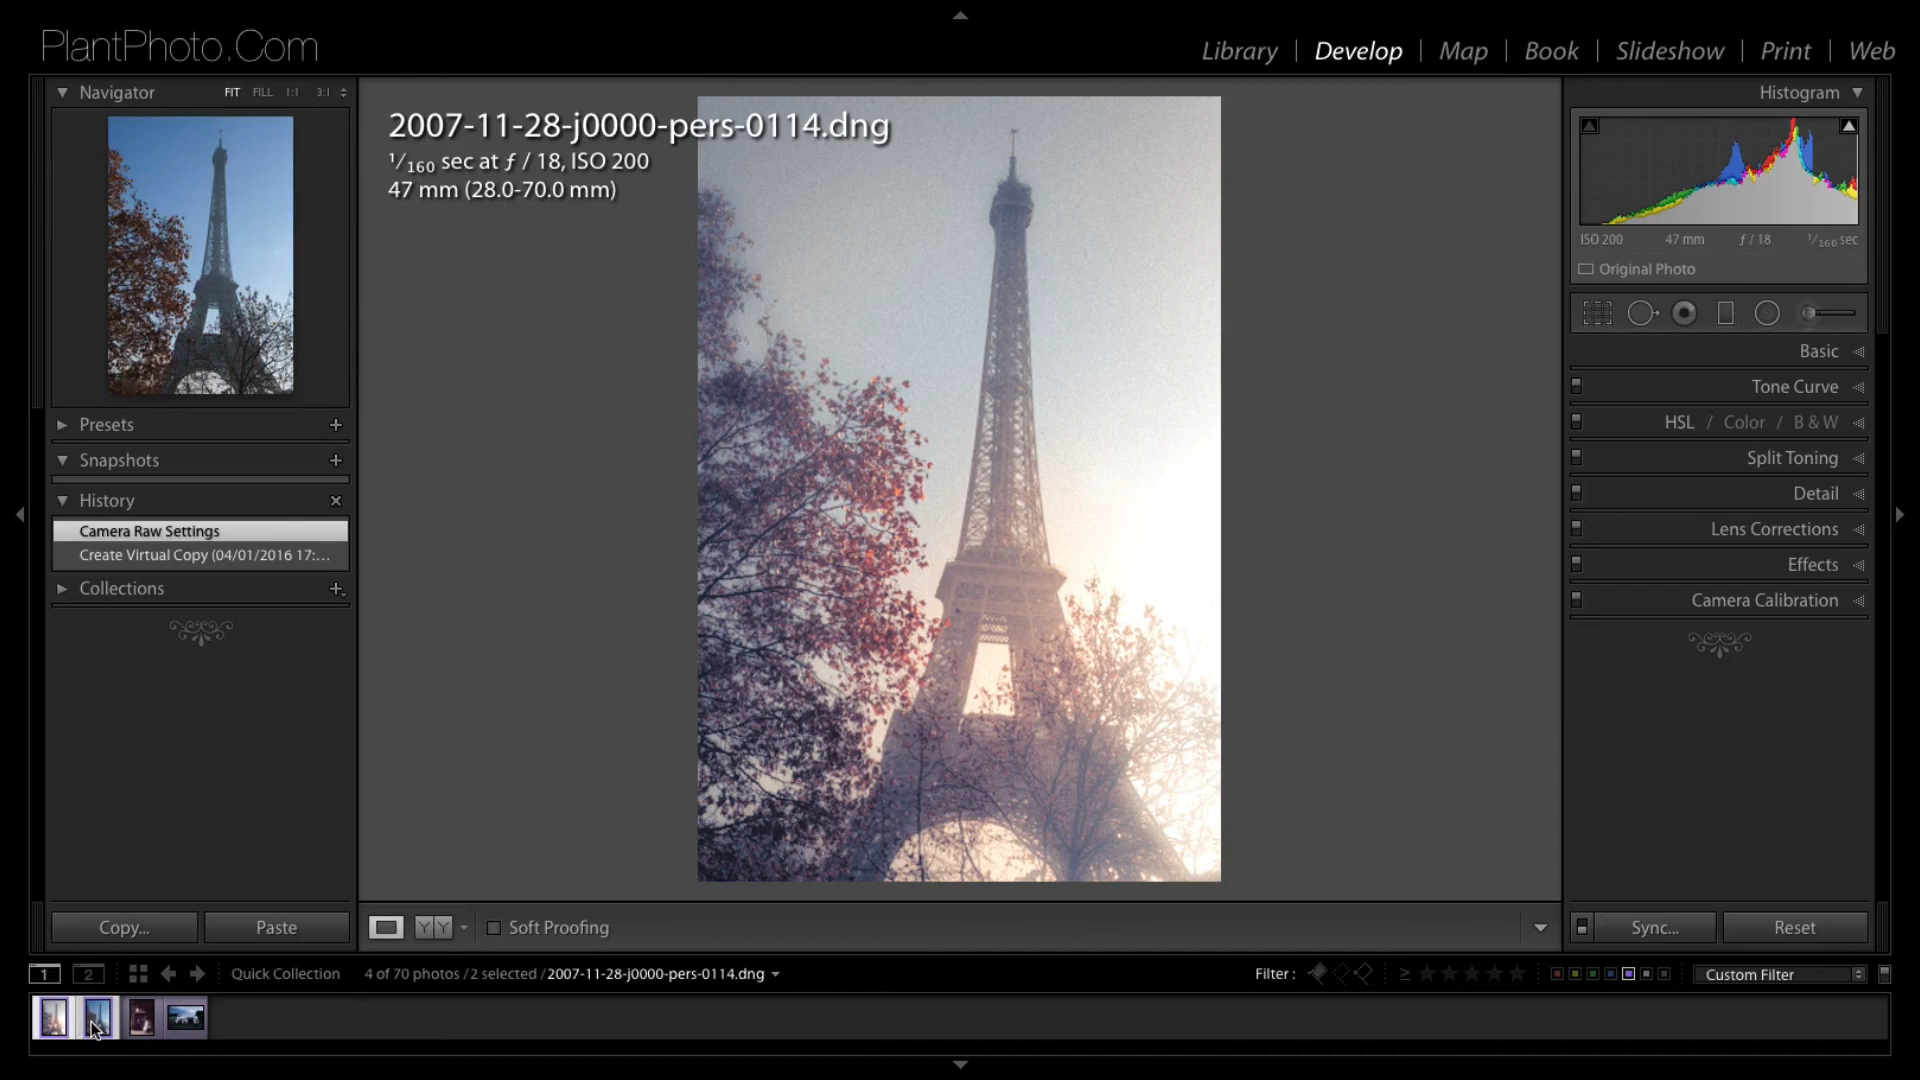 PlantPhoto.Com
Library | Develop | Map | Book | Slideshow | Print | Web
Navigator FIT FILL 1:1 3:1
2007-11-28-j0000-pers-0114.dng
1/160 sec at ƒ / 18, ISO 200
47 mm (28.0-70.0 mm)
Histogram
ISO 200 47 mm ƒ / 18 1/160 sec
Original Photo
Basic
Tone Curve
HSL / Color / B & W
Split Toning
Detail
Lens Corrections
Effects
Camera Calibration
Presets
Snapshots
History
Camera Raw Settings
Create Virtual Copy (04/01/2016 17:...
Collections
Copy... Paste
YY Soft Proofing
Sync... Reset
1 2 Quick Collection 4 of 70 photos / 2 selected / 2007-11-28-j0000-pers-0114.dng Filter : ≥ Custom Filter